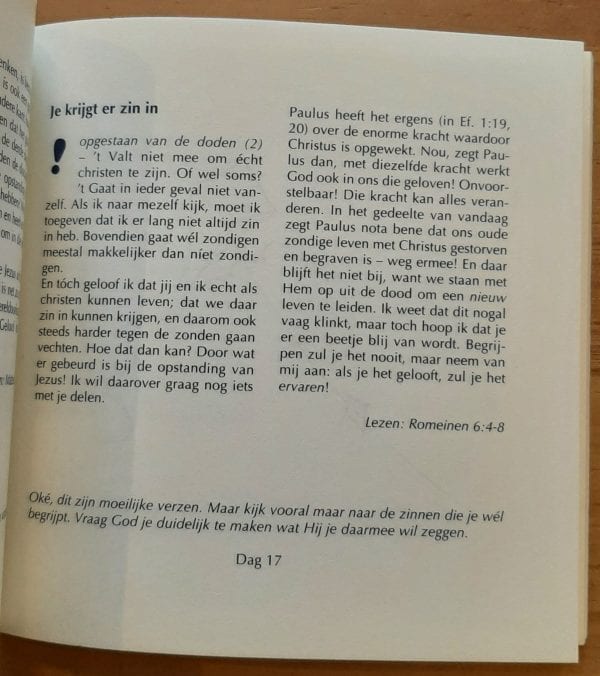 Je krijgt er zin in
! opgestaan van de doden (2)
– 't Valt niet mee om écht
christen te zijn. Of wel soms?
't Gaat in ieder geval niet van-
zelf. Als ik naar mezelf kijk, moet ik
toegeven dat ik er lang niet altijd zin
in heb. Bovendien gaat wél zondigen
meestal makkelijker dan níet zondi-
gen.
En tóch geloof ik dat jij en ik echt als
christen kunnen leven; dat we daar
zin in kunnen krijgen, en daarom ook
steeds harder tegen de zonden gaan
vechten. Hoe dat dan kan? Door wat
er gebeurd is bij de opstanding van
Jezus! Ik wil daarover graag nog iets
met je delen.
Paulus heeft het ergens (in Ef. 1:19,
20) over de enorme kracht waardoor
Christus is opgewekt. Nou, zegt Pau-
lus dan, met diezelfde kracht werkt
God ook in ons die geloven! Onvoor-
stelbaar! Die kracht kan alles veran-
deren. In het gedeelte van vandaag
zegt Paulus nota bene dat ons oude
zondige leven met Christus gestorven
en begraven is – weg ermee! En daar
blijft het niet bij, want we staan met
Hem op uit de dood om een nieuw
leven te leiden. Ik weet dat dit nogal
vaag klinkt, maar toch hoop ik dat je
er een beetje blij van wordt. Begrij-
pen zul je het nooit, maar neem van
mij aan: als je het gelooft, zul je het
ervaren!
Lezen: Romeinen 6:4-8
Oké, dit zijn moeilijke verzen. Maar kijk vooral maar naar de zinnen die je wél
begrijpt. Vraag God je duidelijk te maken wat Hij je daarmee wil zeggen.
Dag 17